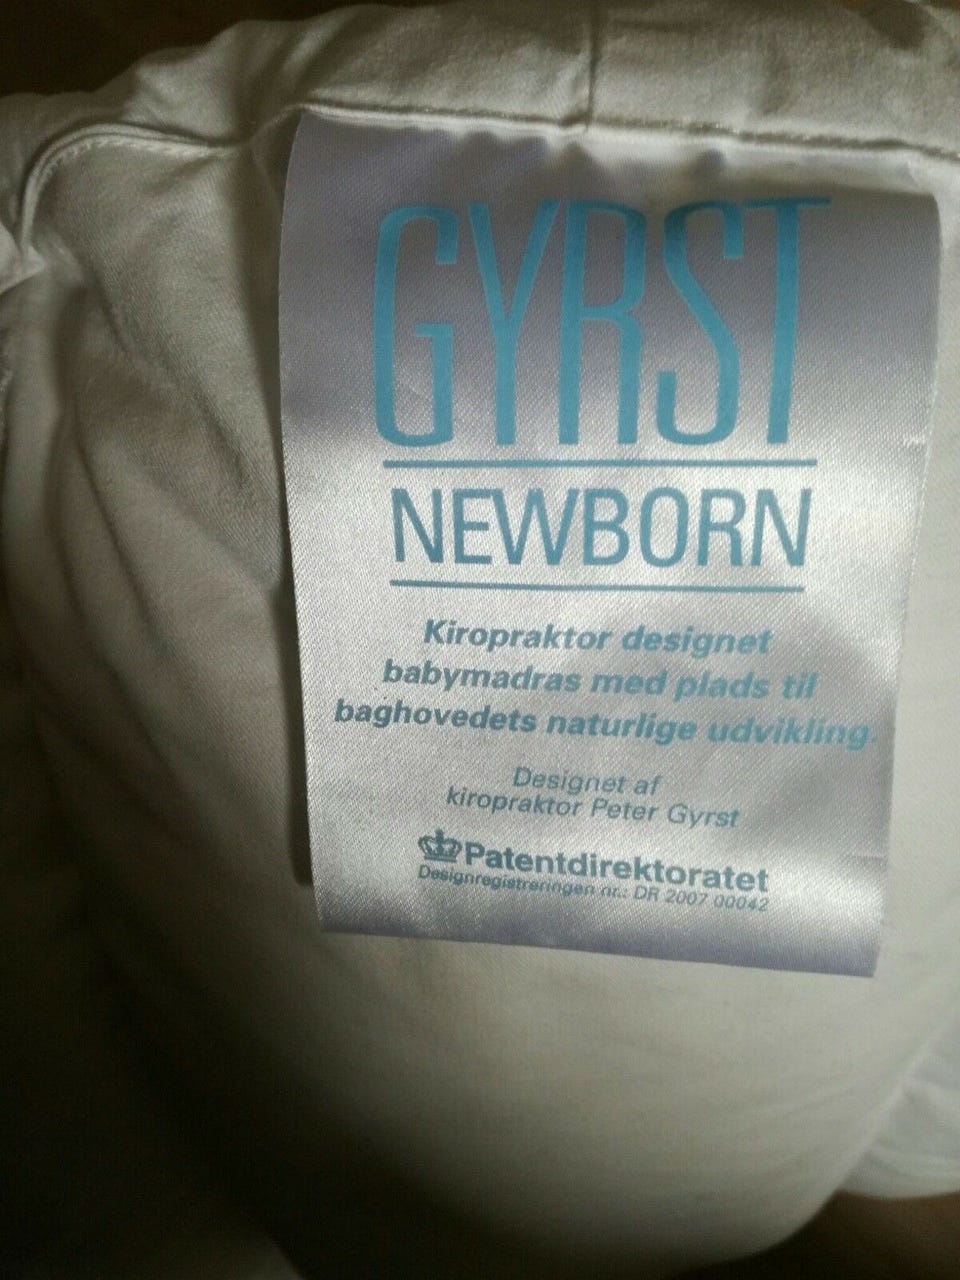 GYRST
NEWBORN
Kiropraktor designet
babymadras med plads til
baghovedets naturlige udvikling.
Designet af
kiropraktor Peter Gyrst
Patentdirektoratet
Designregistreringen nr.: DR 2007 00042